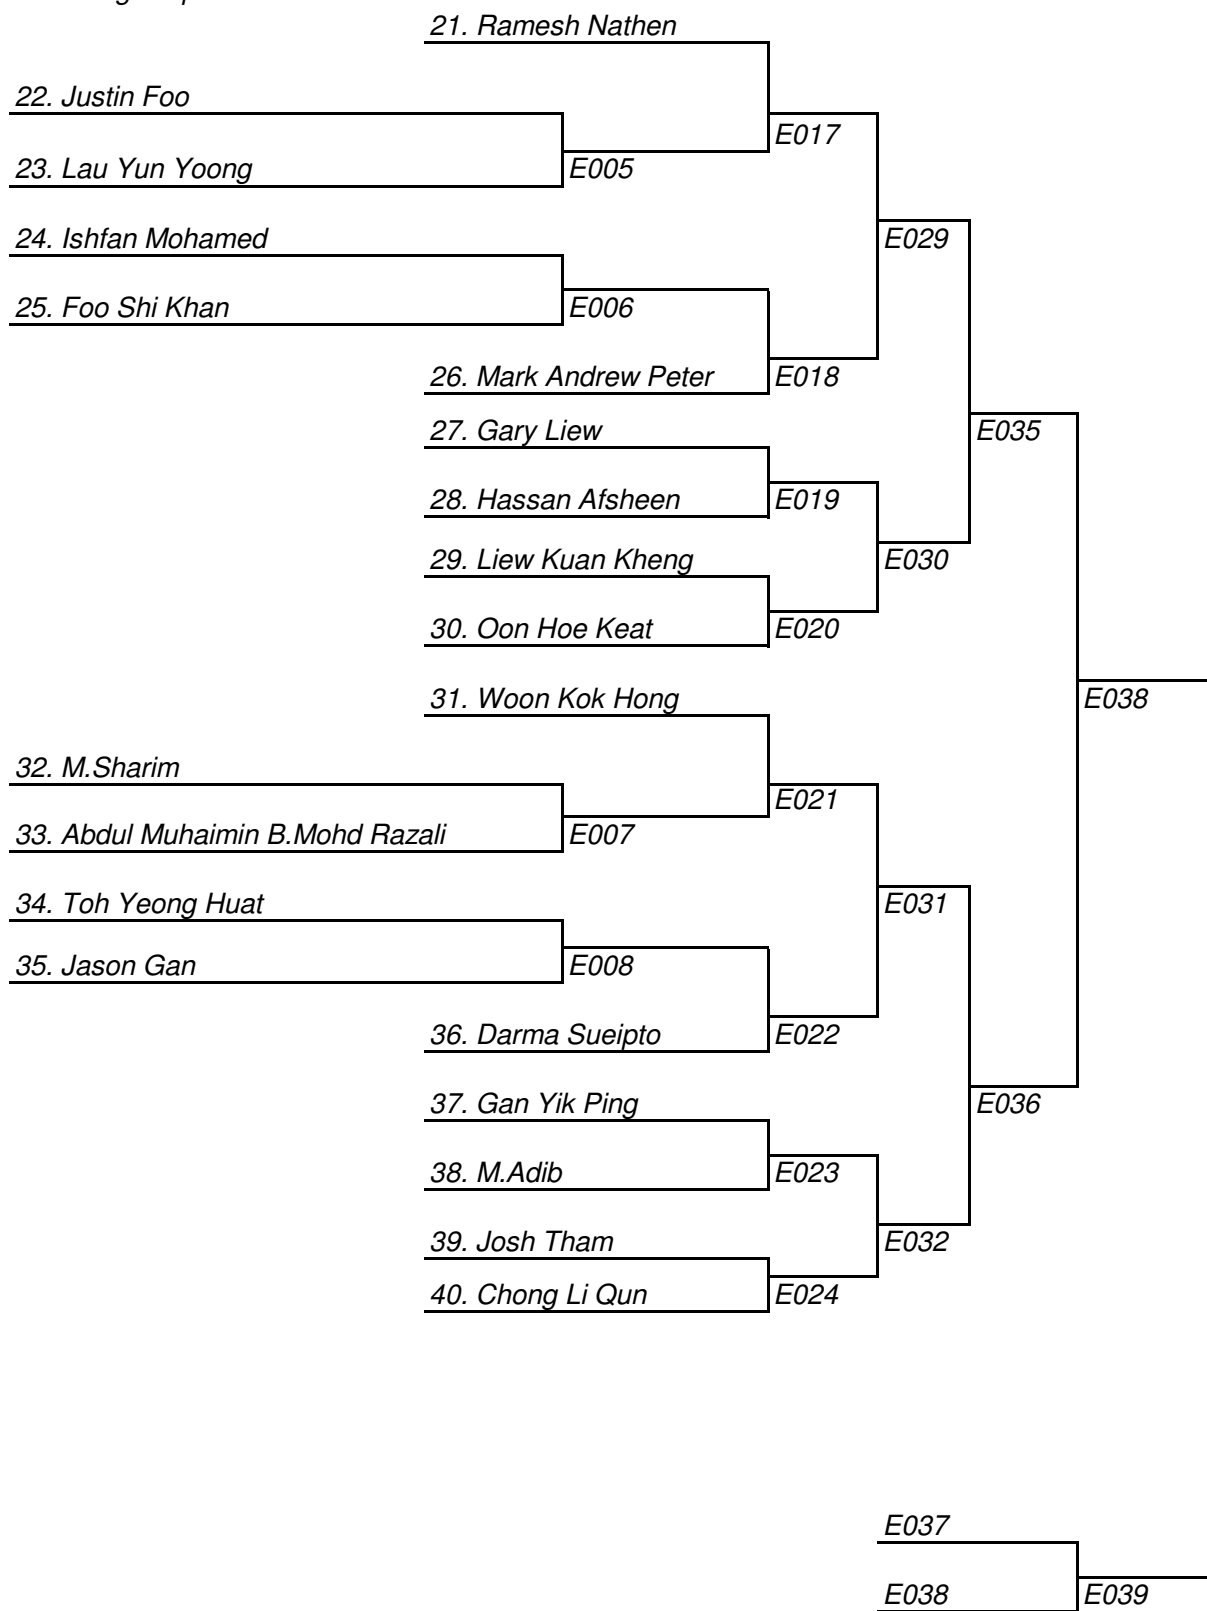 21. Ramesh Nathen
22. Justin Foo
E017
23. Lau Yun Yoong
E005
24. Ishfan Mohamed
E029
25. Foo Shi Khan
E006
26. Mark Andrew Peter
E018
27. Gary Liew
E035
28. Hassan Afsheen
E019
29. Liew Kuan Kheng
E030
30. Oon Hoe Keat
E020
31. Woon Kok Hong
E038
32. M.Sharim
E021
33. Abdul Muhaimin B.Mohd Razali
E007
34. Toh Yeong Huat
E031
35. Jason Gan
E008
36. Darma Sueipto
E022
37. Gan Yik Ping
E036
38. M.Adib
E023
39. Josh Tham
E032
40. Chong Li Qun
E024
E037
E038
E039